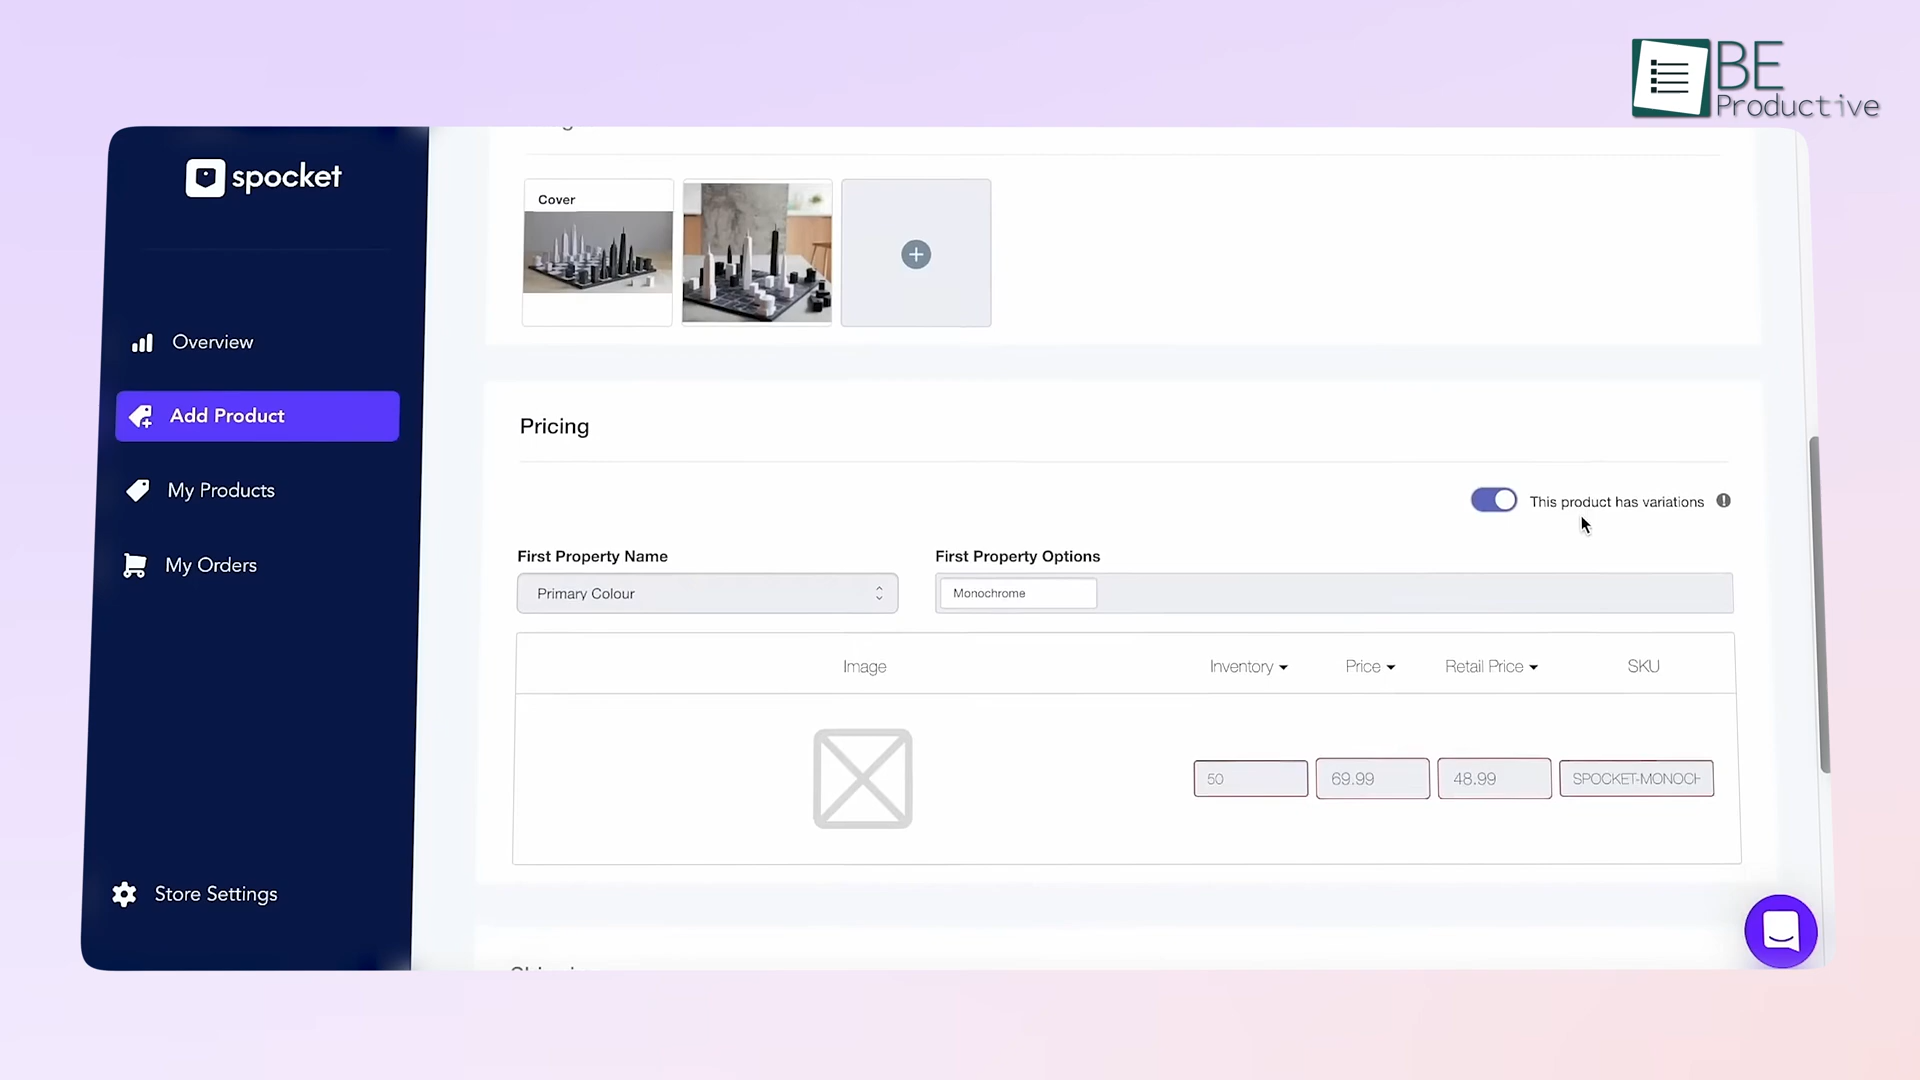 BE
Productive
spocket
Overview
Add Product
My Products
My Orders
Store Settings
Cover
Pricing
This product has variations
First Property Name
First Property Options
Primary Colour
Monochrome
Image
Inventory
Price
Retail Price
SKU
50
69.99
48.99
SPOCKET-MONOCH